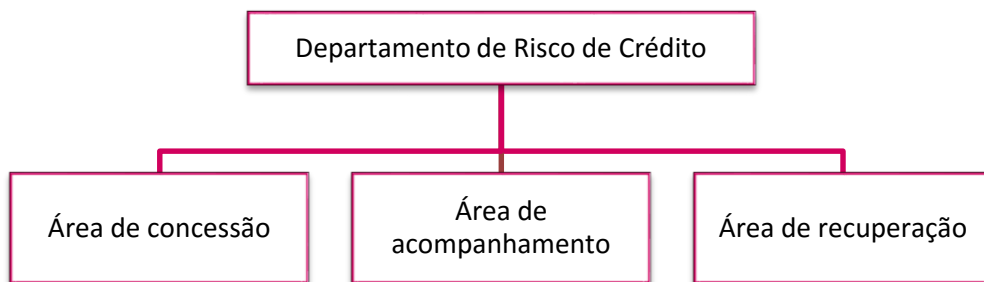 Departamento de Risco de Crédito
Área de concessão
Área de
acompanhamento
Área de recuperação